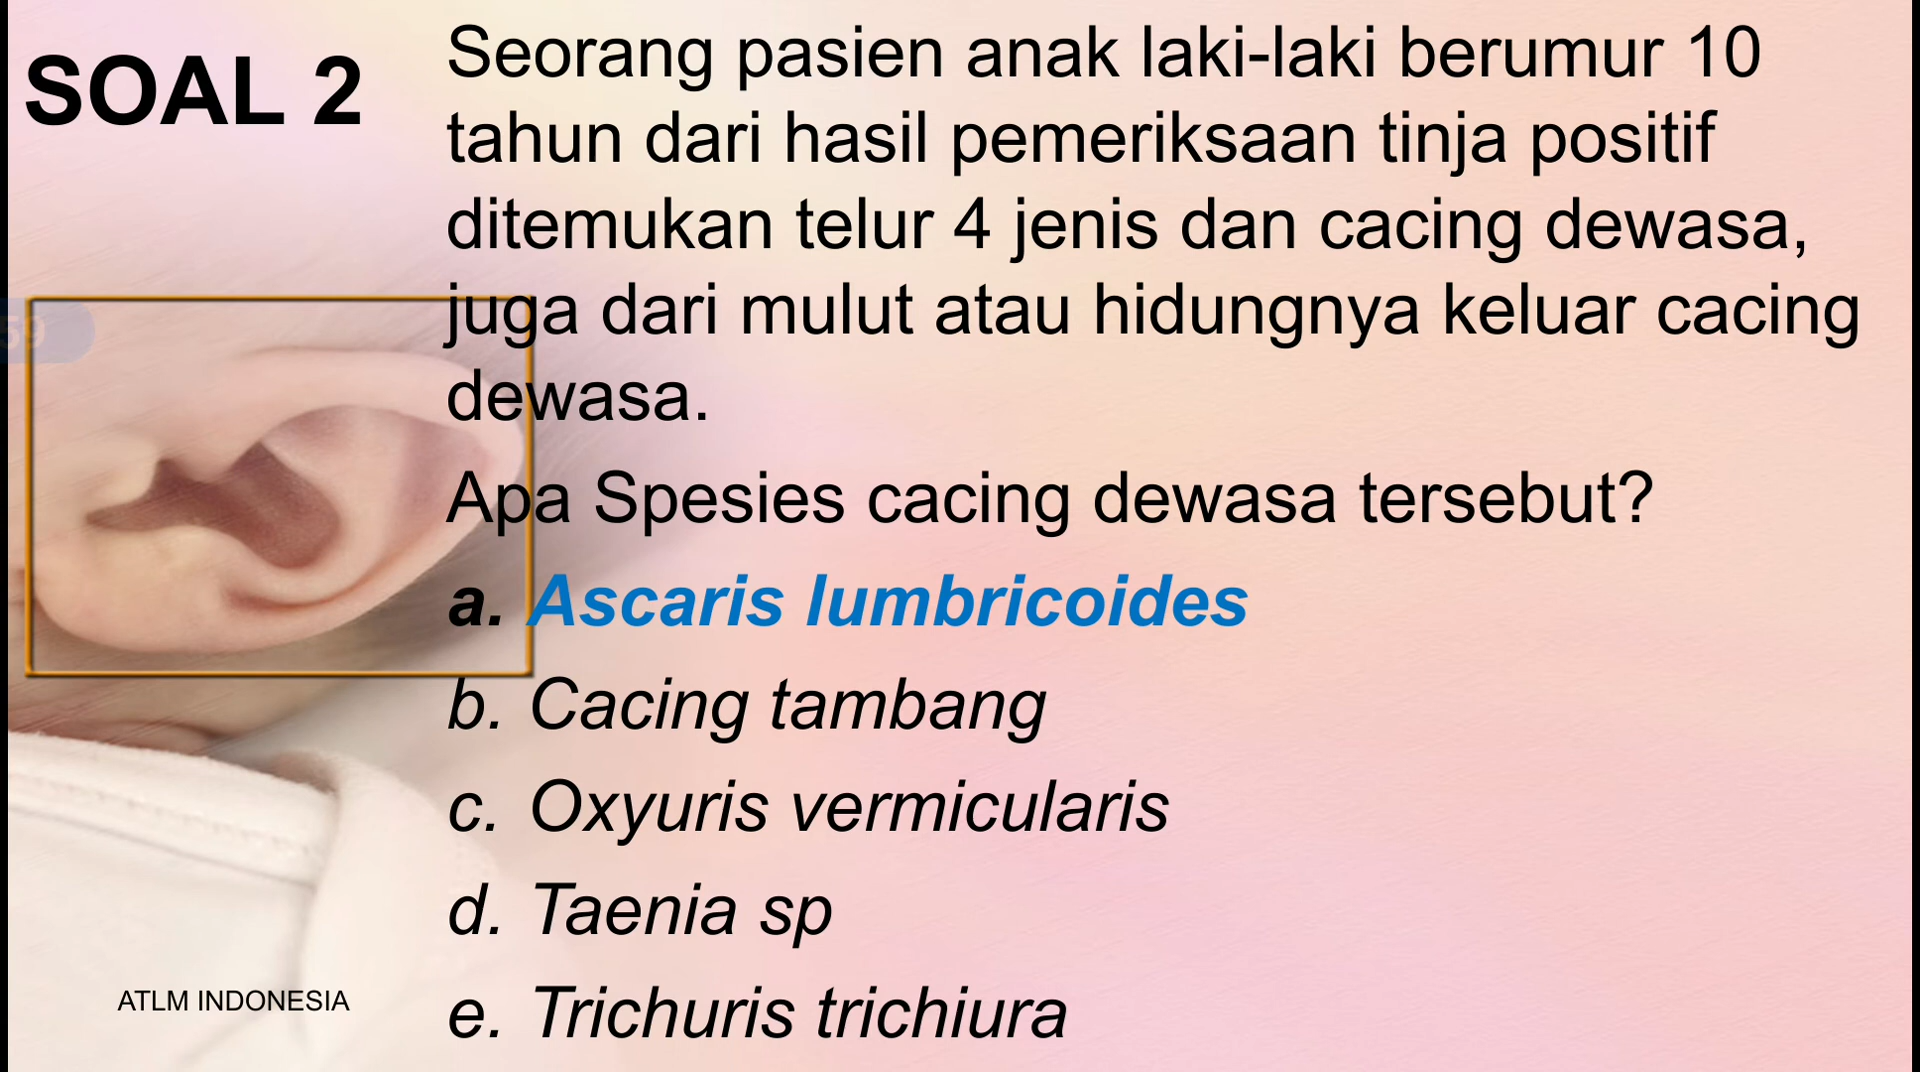 SOAL 2
Seorang pasien anak laki-laki berumur 10
tahun dari hasil pemeriksaan tinja positif
ditemukan telur 4 jenis dan cacing dewasa,
juga dari mulut atau hidungnya keluar cacing
dewasa.
Apa Spesies cacing dewasa tersebut?
a. Ascaris lumbricoides
b. Cacing tambang
c. Oxyuris vermicularis
d. Taenia sp
e. Trichuris trichiura
59
ATLM INDONESIA